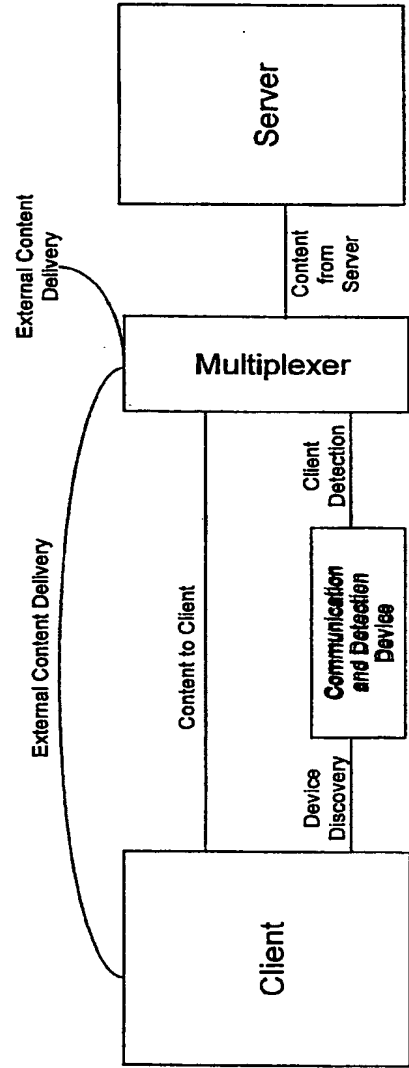 External Content Delivery
External Content
Delivery
Content to Client
Client
Device
Discovery
Communication
and Detection
Device
Client
Detection
Multiplexer
Content
from
Server
Server